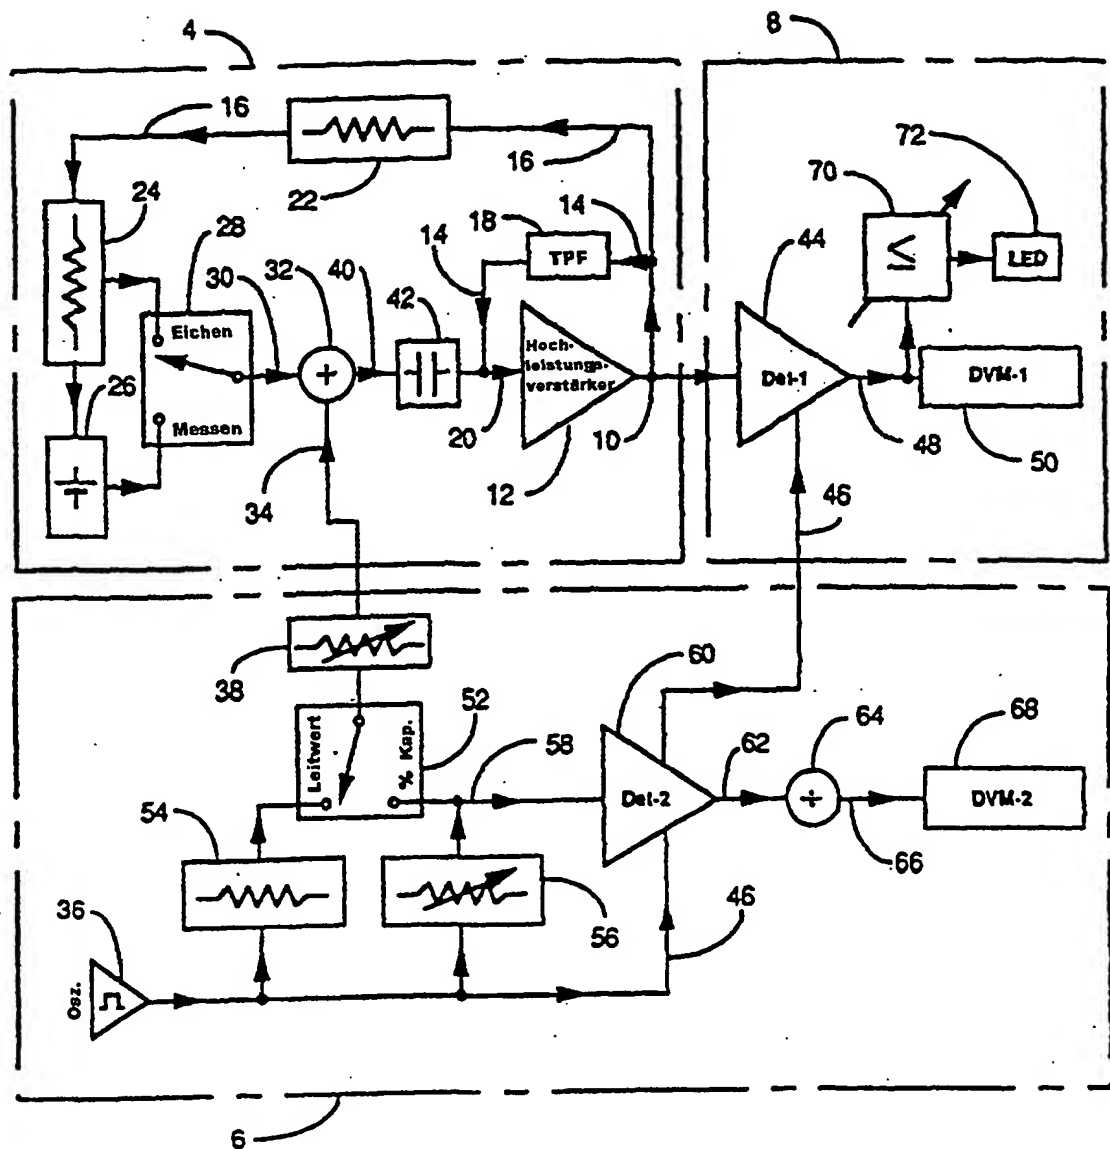 4
8
16
16
22
24
28
Eichen
Messen
26
30
32
40
42
14
18
TPF
14
Hoch-
leistungs-
verstärker
20
12
10
34
44
Det-1
70
≤
72
LED
DVM-1
48
50
46
38
Leitwert
% Kap.
52
58
60
Det-2
62
64
÷
66
68
DVM-2
54
56
46
36
Osz.
6
+